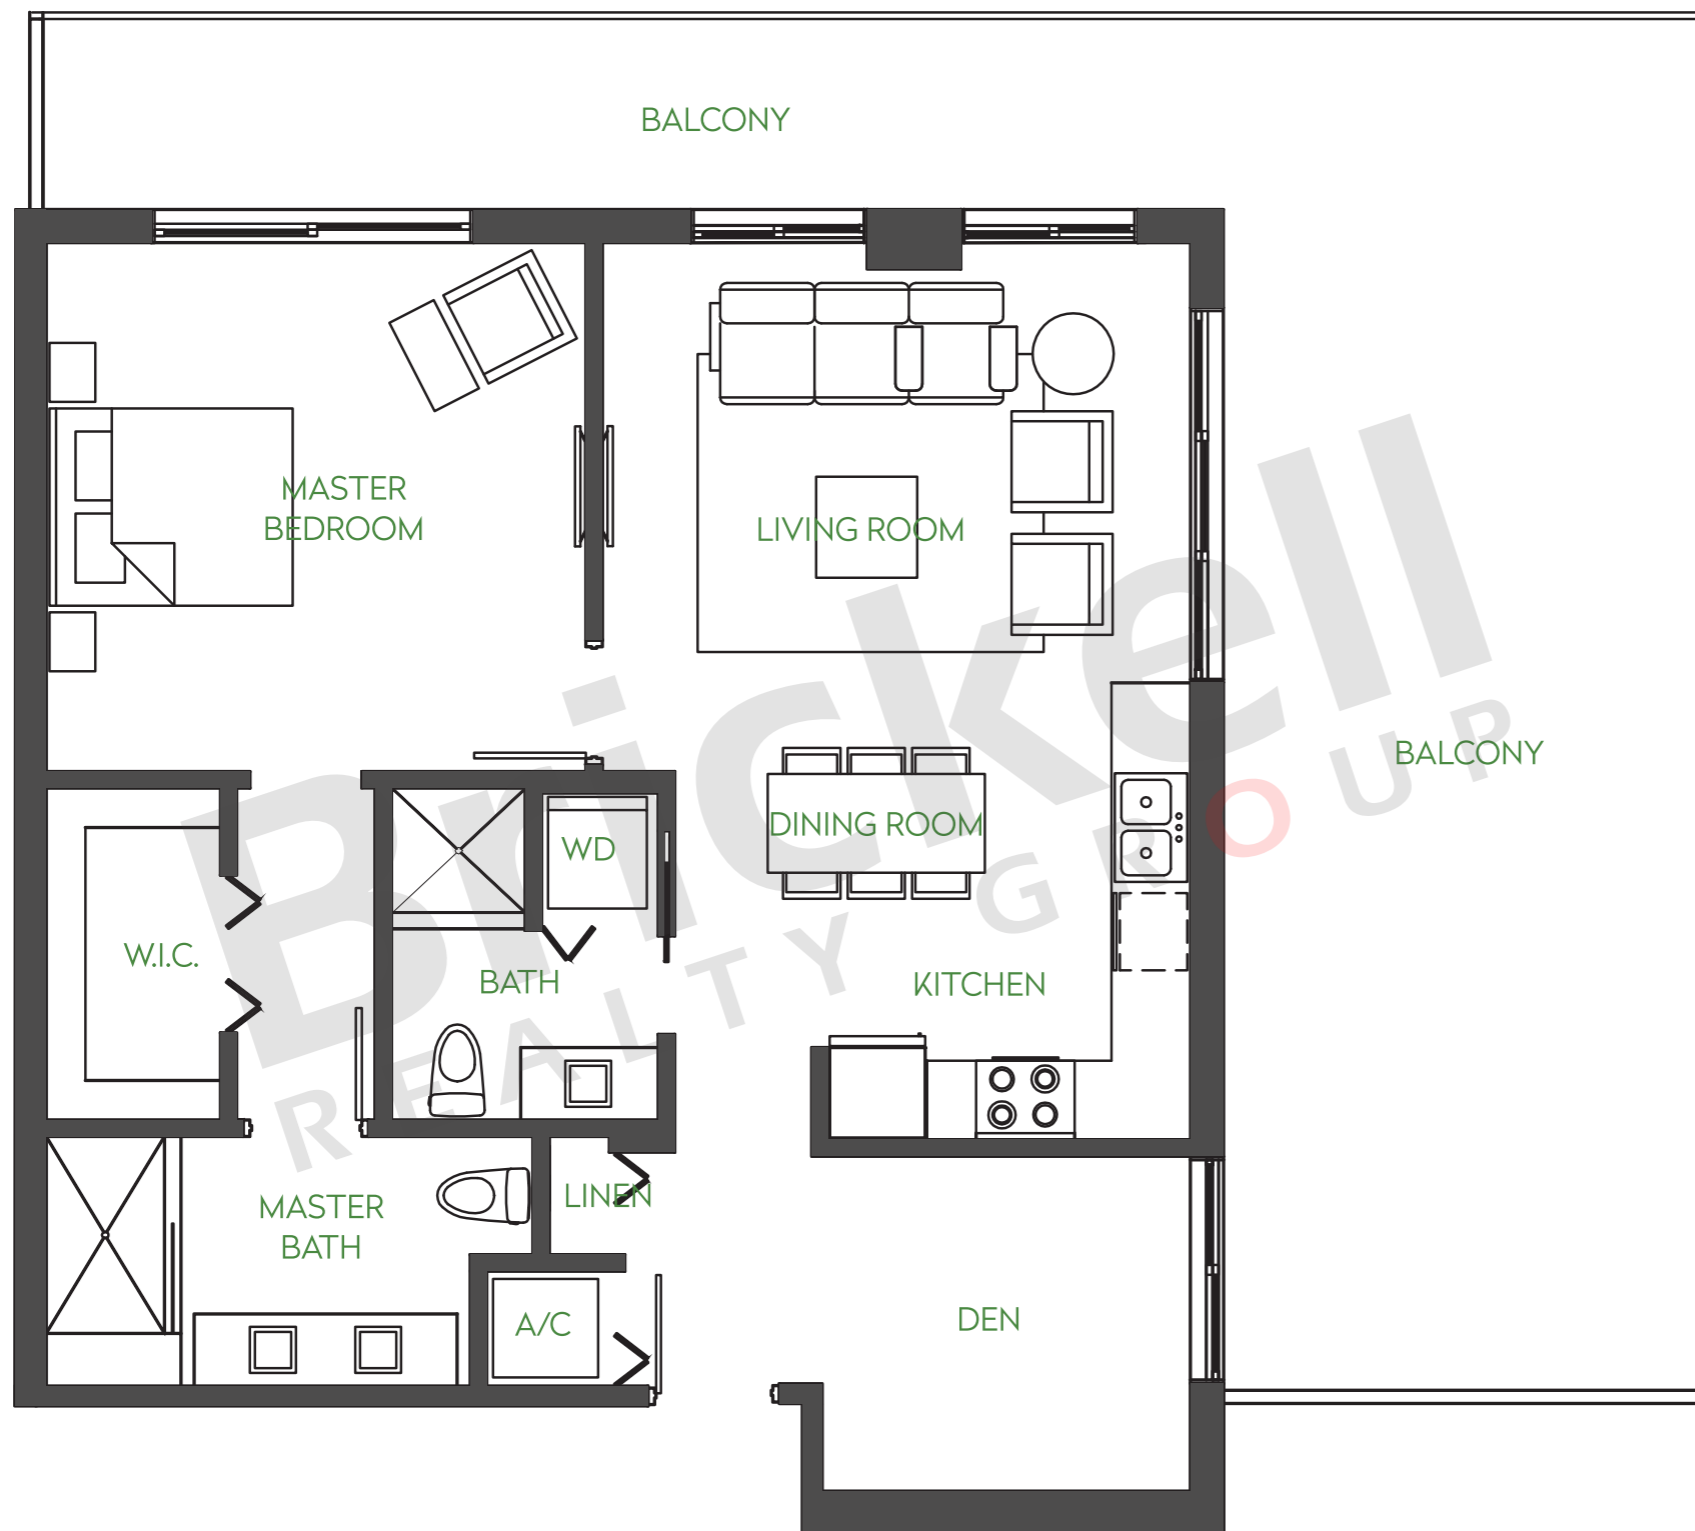 BALCONY
MASTER
BEDROOM
LIVING ROOM
BALCONY
DINING ROOM
WD
W.I.C.
BATH
KITCHEN
LINEN
MASTER
BATH
A/C
DEN
Brickell
REALTY GROUP